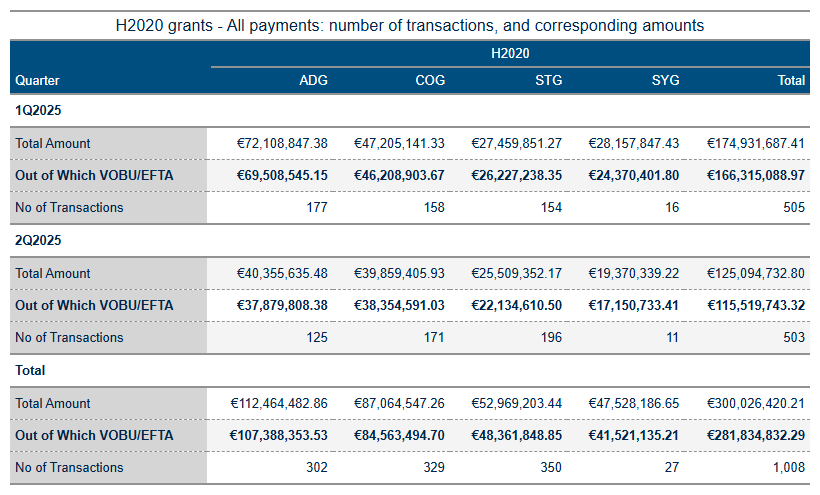 H2020 grants - All payments: number of transactions, and corresponding amounts
H2020
Quarter ADG COG STG SYG Total
1Q2025
Total Amount €72,108,847.38 €47,205,141.33 €27,459,851.27 €28,157,847.43 €174,931,687.41
Out of Which VOBU/EFTA €69,508,545.15 €46,208,903.67 €26,227,238.35 €24,370,401.80 €166,315,088.97
No of Transactions 177 158 154 16 505
2Q2025
Total Amount €40,355,635.48 €39,859,405.93 €25,509,352.17 €19,370,339.22 €125,094,732.80
Out of Which VOBU/EFTA €37,879,808.38 €38,354,591.03 €22,134,610.50 €17,150,733.41 €115,519,743.32
No of Transactions 125 171 196 11 503
Total
Total Amount €112,464,482.86 €87,064,547.26 €52,969,203.44 €47,528,186.65 €300,026,420.21
Out of Which VOBU/EFTA €107,388,353.53 €84,563,494.70 €48,361,848.85 €41,521,135.21 €281,834,832.29
No of Transactions 302 329 350 27 1,008